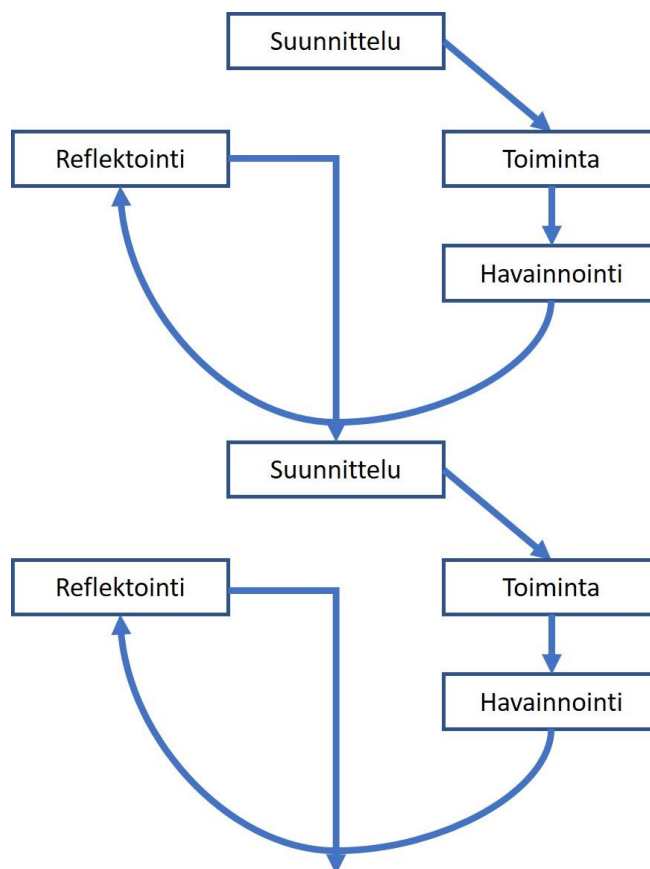 Suunnittelu
Reflektointi
Toiminta
Havainnointi
Suunnittelu
Reflektointi
Toiminta
Havainnointi